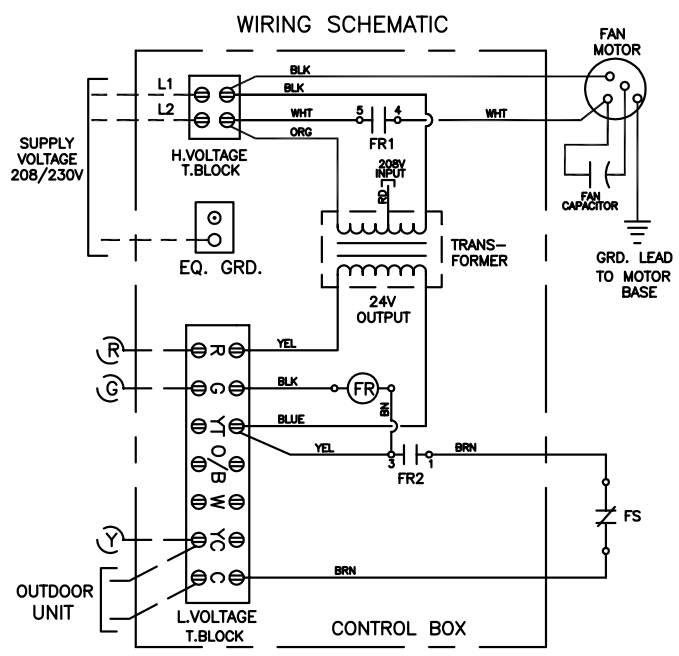 WIRING SCHEMATIC
FAN
MOTOR
L1
BLK
BLK
L2
WHT
5
4
WHT
ORG
FR1
SUPPLY
VOLTAGE
208/230V
H.VOLTAGE
T.BLOCK
208V
INPUT
RD
FAN
CAPACITOR
EQ. GRD.
TRANS-
FORMER
GRD. LEAD
TO MOTOR
BASE
24V
OUTPUT
R
R
YEL
G
G
BLK
FR
BN
YT
BLUE
YEL
3
1
BRN
FR2
O/B
W
FS
Y
YC
C
BRN
OUTDOOR
UNIT
L.VOLTAGE
T.BLOCK
CONTROL BOX